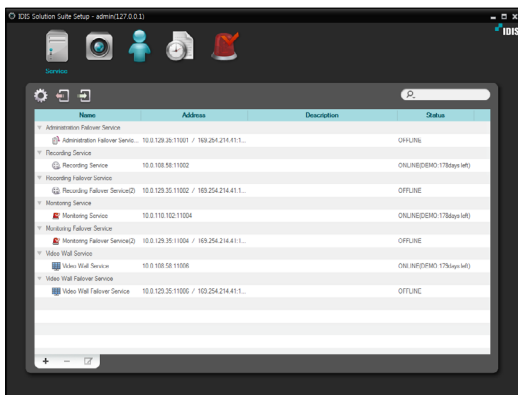 IDIS Solution Suite Setup - admin(127.0.0.1)
IDIS
Service
Name Address Description Status
Administration Failover Service
Administration Failover Servic... 10.0.129.35:11001 / 169.254.214.41:1... OFFLINE
Recording Service
Recording Service 10.0.108.58:11002 ONLINE(DEMO:178days left)
Recording Failover Service
Recording Failover Service(2) 10.0.129.35:11002 / 169.254.214.41:1... OFFLINE
Monitoring Service
Monitoring Service 10.0.110.102:11004 ONLINE(DEMO:178days left)
Monitoring Failover Service
Monitoring Failover Service(2) 10.0.129.35:11004 / 169.254.214.41:1... OFFLINE
Video Wall Service
Video Wall Service 10.0.108.58:11006 ONLINE(DEMO:179days left)
Video Wall Failover Service
Video Wall Failover Service 10.0.129.35:11006 / 169.254.214.41:1... OFFLINE